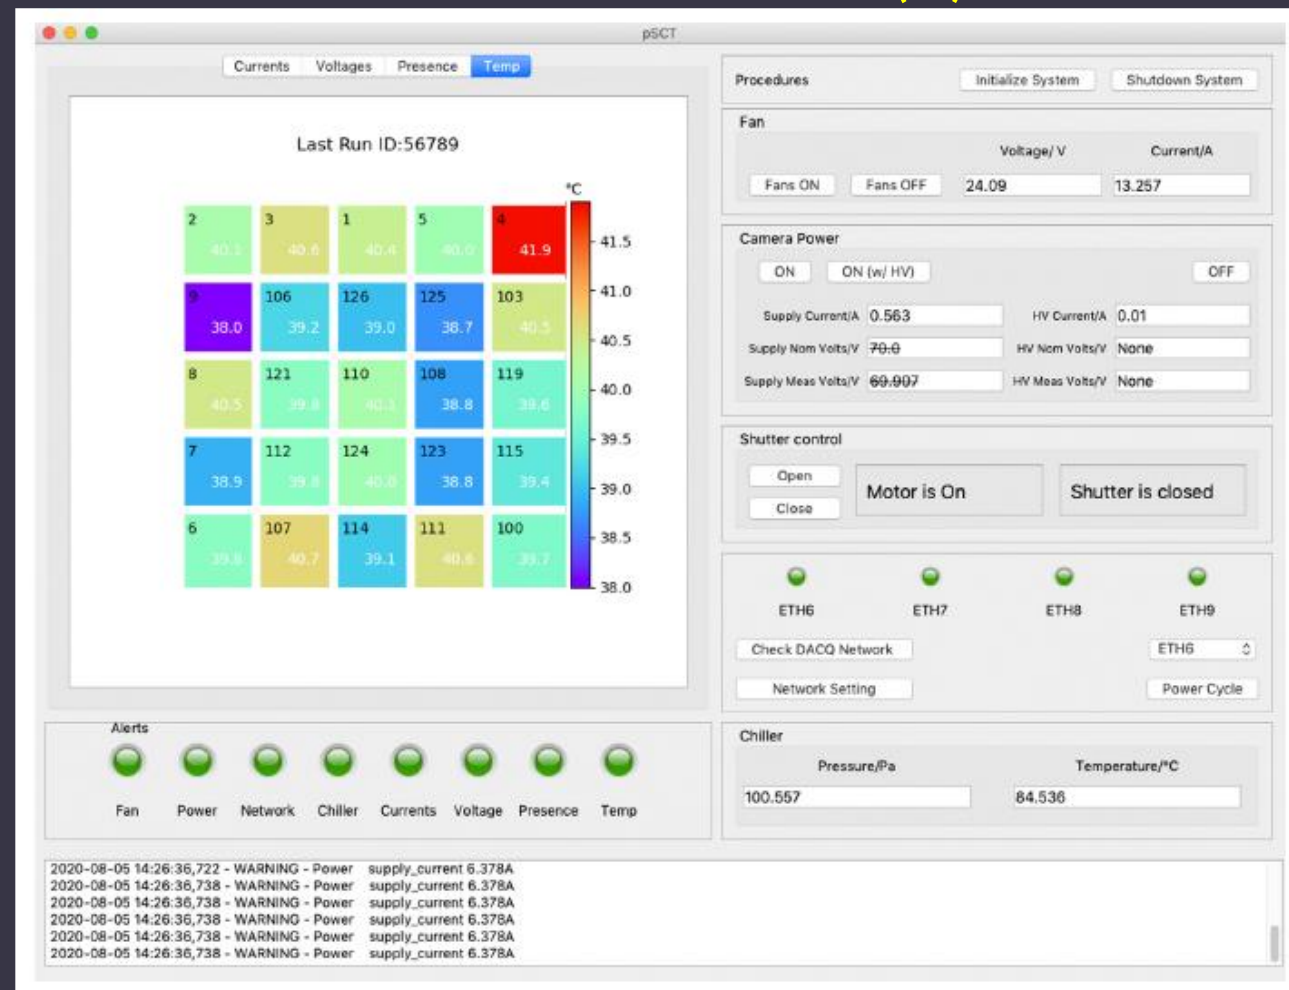 pSCT
Currents Voltages Presence Temp
Last Run ID:56789
°C
2 3 1 5 4
40.6 40.4 41.9
9 106 126 125 103
38.0 39.2 39.0 38.7 40.5
8 121 110 108 119
40.5 38.8 39.6
7 112 124 123 115
38.9 38.8 39.4
6 107 114 111 100
40.7 39.1 40.6 39.7
41.5
41.0
40.5
40.0
39.5
39.0
38.5
38.0
Procedures Initialize System Shutdown System
Fan
Voltage/ V Current/A
Fans ON Fans OFF 24.09 13.257
Camera Power
ON ON (w/ HV) OFF
Supply Current/A 0.563 HV Current/A 0.01
Supply Nom Volts/V 70.0 HV Nom Volts/V None
Supply Meas Volts/V 69.907 HV Meas Volts/V None
Shutter control
Open
Close
Motor is On Shutter is closed
ETH6 ETH7 ETH8 ETH9
Check DACQ Network ETH6
Network Setting Power Cycle
Alerts
Fan Power Network Chiller Currents Voltage Presence Temp
Chiller
Pressure/Pa Temperature/°C
100.557 84.536
2020-08-05 14:26:36,722 - WARNING - Power supply_current 6.378A
2020-08-05 14:26:36,738 - WARNING - Power supply_current 6.378A
2020-08-05 14:26:36,738 - WARNING - Power supply_current 6.378A
2020-08-05 14:26:36,738 - WARNING - Power supply_current 6.378A
2020-08-05 14:26:36,738 - WARNING - Power supply_current 6.378A
2020-08-05 14:26:36,738 - WARNING - Power supply_current 6.378A